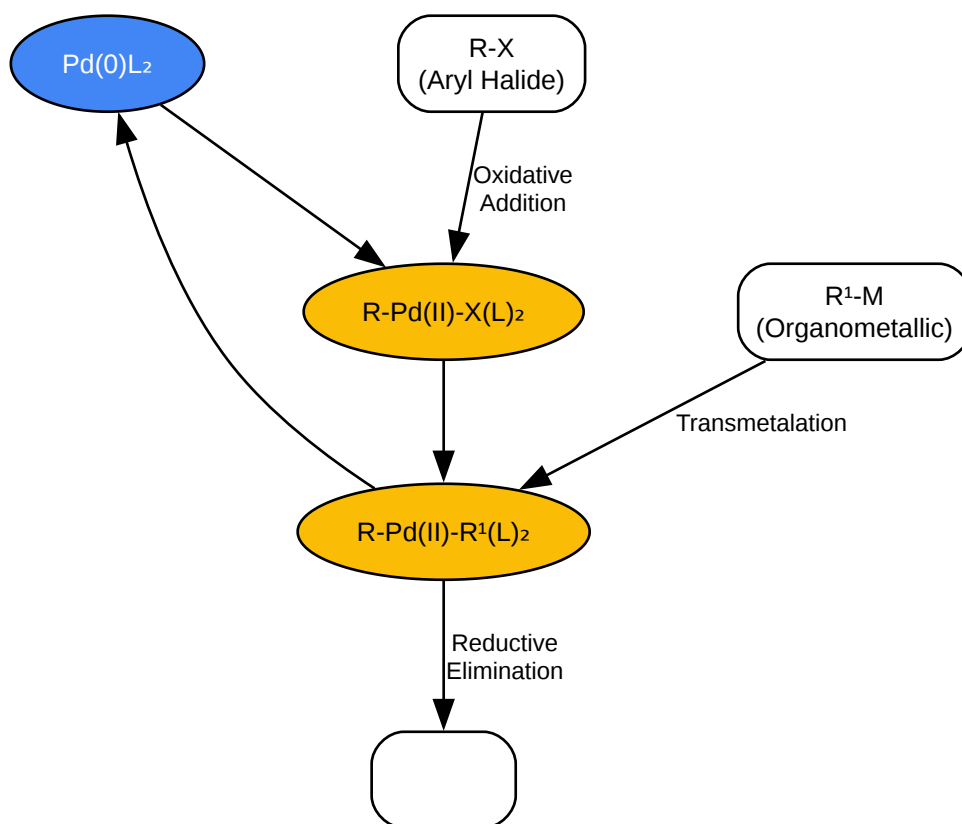 Pd(0)L₂
R-X
(Aryl Halide)
Oxidative
Addition
R-Pd(II)-X(L)₂
R¹-M
(Organometallic)
Transmetalation
R-Pd(II)-R¹(L)₂
Reductive
Elimination